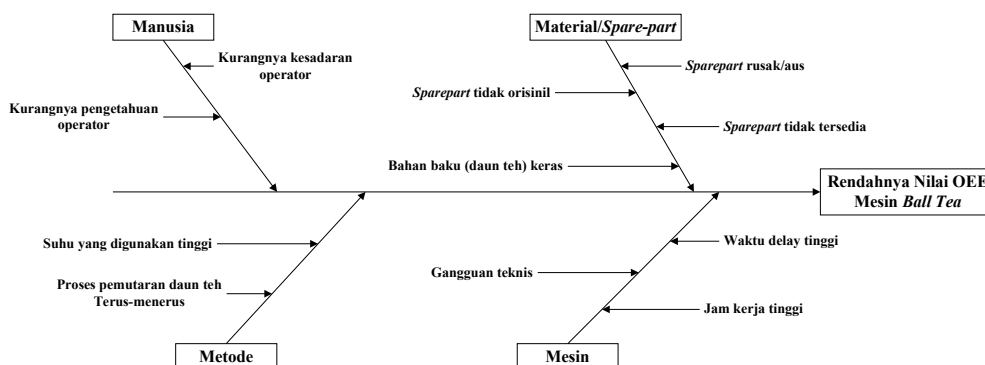 Manusia
Material/Spare-part
Kurangnya kesadaran
operator
Sparepart rusak/aus
Sparepart tidak orisinil
Kurangnya pengetahuan
operator
Sparepart tidak tersedia
Bahan baku (daun teh) keras
Rendahnya Nilai OEE
Mesin Ball Tea
Suhu yang digunakan tinggi
Waktu delay tinggi
Gangguan teknis
Proses pemutaran daun teh
Terus-menerus
Jam kerja tinggi
Metode
Mesin